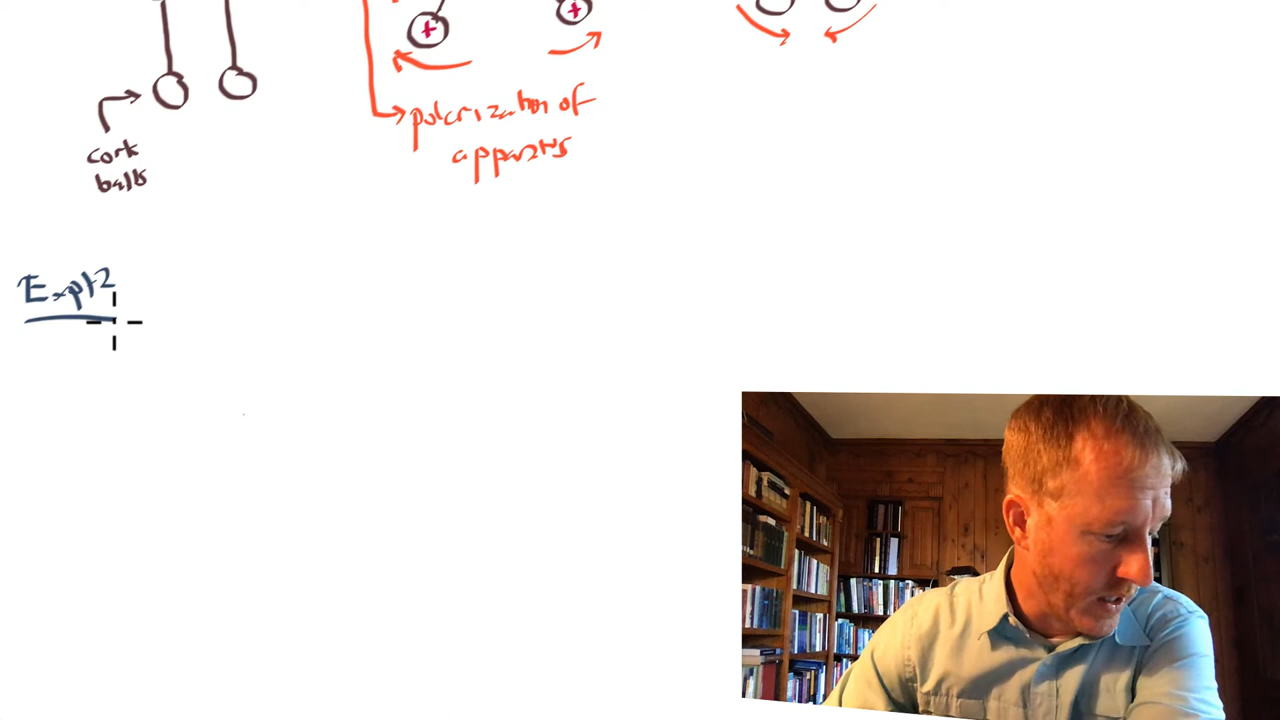 + +
polarization of
apparatus
cork
balls
Expt 2